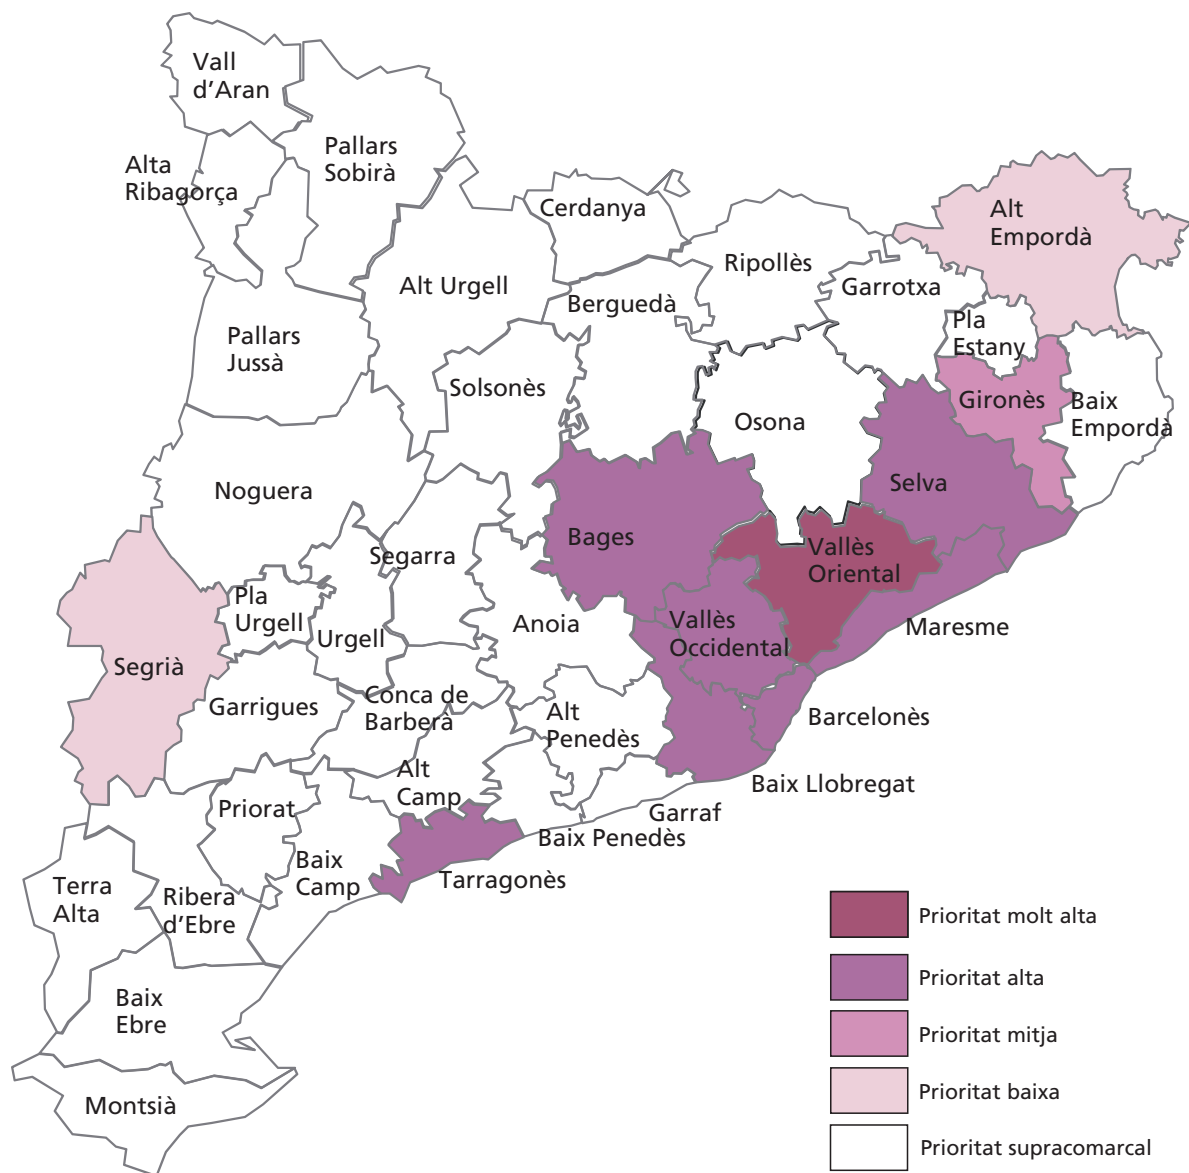 Vall
d'Aran
Pallars
Sobirà
Alta
Ribagorça
Cerdanya
Alt
Empordà
Ripollès
Garrotxa
Alt Urgell
Berguedà
Pla
Estany
Pallars
Jussà
Solsonès
Gironès
Baix
Empordà
Osona
Noguera
Selva
Bages
Segarra
Vallès
Oriental
Pla
Urgell
Urgell
Anoia
Vallès
Occidental
Maresme
Segrià
Garrigues
Conca de
Barberà
Alt
Penedès
Barcelonès
Alt
Camp
Baix Llobregat
Priorat
Garraf
Baix Penedès
Baix
Camp
Tarragonès
Terra
Alta
Ribera
d'Ebre
Baix
Ebre
Montsià
Prioritat molt alta
Prioritat alta
Prioritat mitja
Prioritat baixa
Prioritat supracomarcal